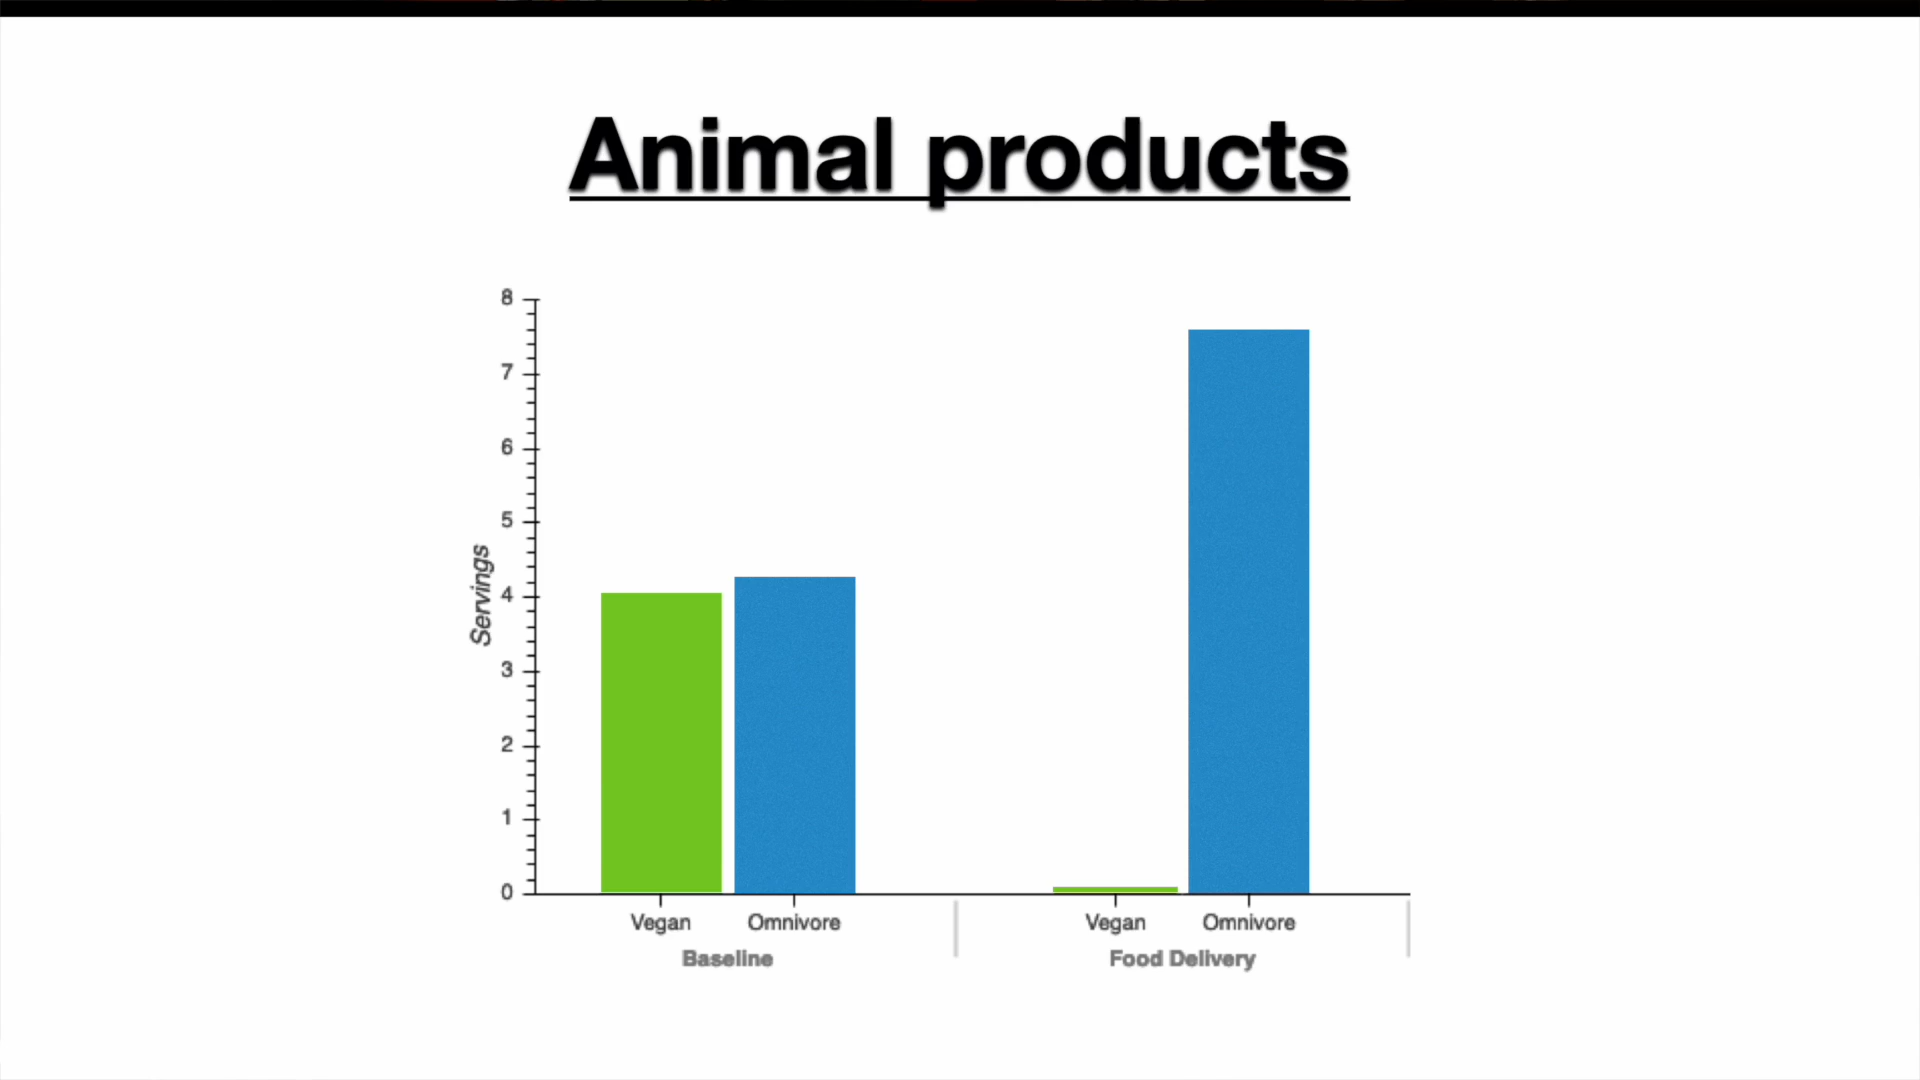 Animal products
8
7
6
5
4
3
2
1
0
Servings
Vegan Omnivore Vegan Omnivore
Baseline Food Delivery